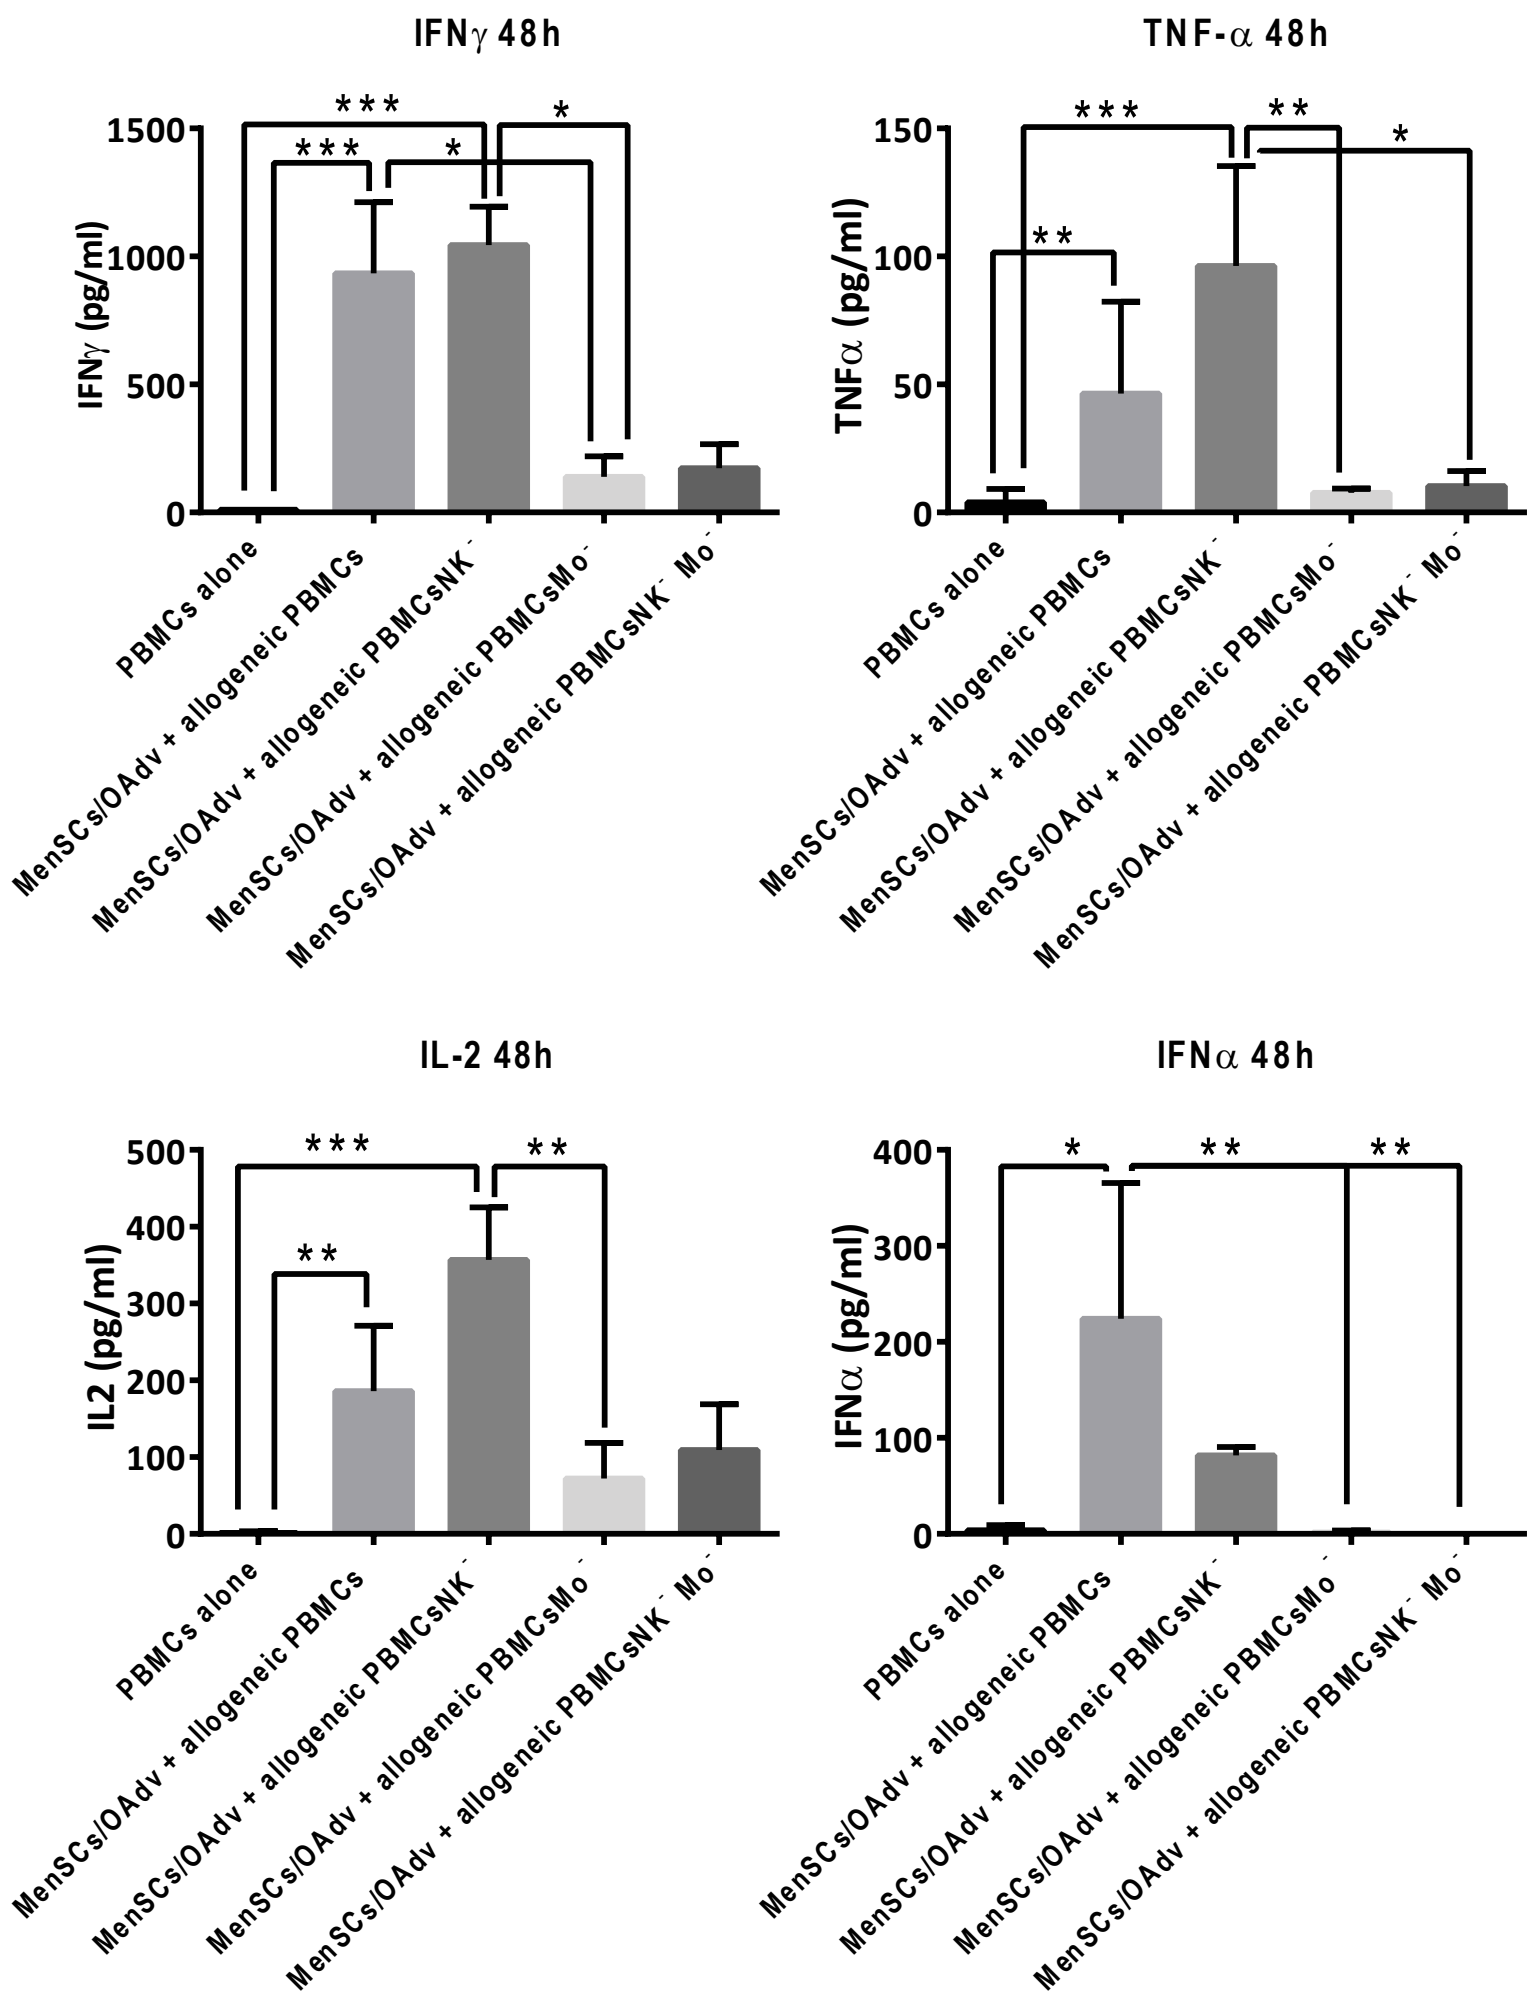 IFNγ 48h
IFNγ (pg/ml)
1500
1000
500
0
***
*
***
*
PBMCs alone
MenSCs/OAdv + allogeneic PBMCs
MenSCs/OAdv + allogeneic PBMCsNK⁻
MenSCs/OAdv + allogeneic PBMCsMo⁻
MenSCs/OAdv + allogeneic PBMCsNK⁻ Mo⁻
TNF-α 48h
TNFα (pg/ml)
150
100
50
0
***
**
*
**
PBMCs alone
MenSCs/OAdv + allogeneic PBMCs
MenSCs/OAdv + allogeneic PBMCsNK⁻
MenSCs/OAdv + allogeneic PBMCsMo⁻
MenSCs/OAdv + allogeneic PBMCsNK⁻ Mo⁻
IL-2 48h
IL2 (pg/ml)
500
400
300
200
100
0
***
**
**
PBMCs alone
MenSCs/OAdv + allogeneic PBMCs
MenSCs/OAdv + allogeneic PBMCsNK⁻
MenSCs/OAdv + allogeneic PBMCsMo⁻
MenSCs/OAdv + allogeneic PBMCsNK⁻ Mo⁻
IFNα 48h
IFNα (pg/ml)
400
300
200
100
0
*
**
**
PBMCs alone
MenSCs/OAdv + allogeneic PBMCs
MenSCs/OAdv + allogeneic PBMCsNK⁻
MenSCs/OAdv + allogeneic PBMCsMo⁻
MenSCs/OAdv + allogeneic PBMCsNK⁻ Mo⁻